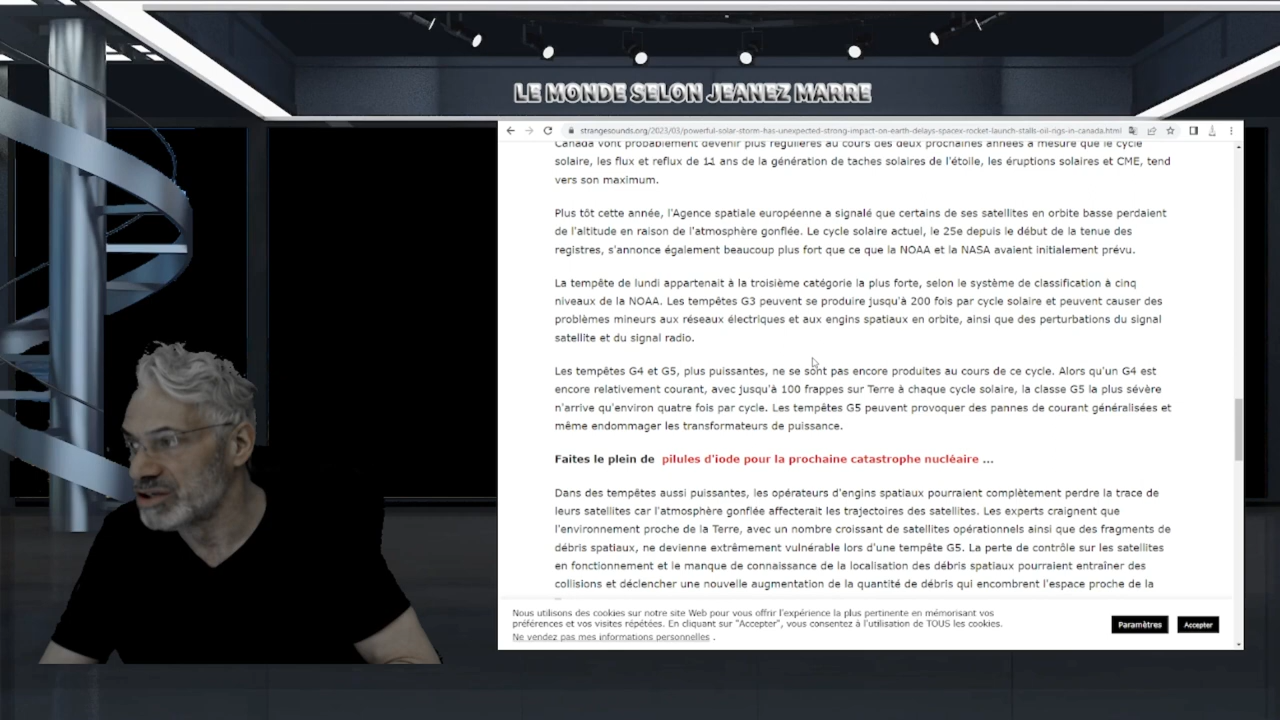 LE MONDE SELON JEANEZ MARRE
strangesounds.org/2023/03/powerful-solar-storm-has-unexpected-strong-impact-on-earth-delays-spacex-rocket-launch-stalls-oil-rigs-in-canada.html
Canada vont probablement devenir plus régulières au cours des deux prochaines années à mesure que le cycle
solaire, les flux et reflux de 11 ans de la génération de taches solaires de l'étoile, les éruptions solaires et CME, tend
vers son maximum.
Plus tôt cette année, l'Agence spatiale européenne a signalé que certains de ses satellites en orbite basse perdaient
de l'altitude en raison de l'atmosphère gonflée. Le cycle solaire actuel, le 25e depuis le début de la tenue des
registres, s'annonce également beaucoup plus fort que ce que la NOAA et la NASA avaient initialement prévu.
La tempête de lundi appartenait à la troisième catégorie la plus forte, selon le système de classification à cinq
niveaux de la NOAA. Les tempêtes G3 peuvent se produire jusqu'à 200 fois par cycle solaire et peuvent causer des
problèmes mineurs aux réseaux électriques et aux engins spatiaux en orbite, ainsi que des perturbations du signal
satellite et du signal radio.
Les tempêtes G4 et G5, plus puissantes, ne se sont pas encore produites au cours de ce cycle. Alors qu'un G4 est
encore relativement courant, avec jusqu'à 100 frappes sur Terre à chaque cycle solaire, la classe G5 la plus sévère
n'arrive qu'environ quatre fois par cycle. Les tempêtes G5 peuvent provoquer des pannes de courant généralisées et
même endommager les transformateurs de puissance.
Faites le plein de pilules d'iode pour la prochaine catastrophe nucléaire ...
Dans des tempêtes aussi puissantes, les opérateurs d'engins spatiaux pourraient complètement perdre la trace de
leurs satellites car l'atmosphère gonflée affecterait les trajectoires des satellites. Les experts craignent que
l'environnement proche de la Terre, avec un nombre croissant de satellites opérationnels ainsi que des fragments de
débris spatiaux, ne devienne extrêmement vulnérable lors d'une tempête G5. La perte de contrôle sur les satellites
en fonctionnement et le manque de connaissance de la localisation des débris spatiaux pourraient entraîner des
collisions et déclencher une nouvelle augmentation de la quantité de débris qui encombrent l'espace proche de la
Nous utilisons des cookies sur notre site Web pour vous offrir l'expérience la plus pertinente en mémorisant vos
préférences et vos visites répétées. En cliquant sur "Accepter", vous consentez à l'utilisation de TOUS les cookies.
Ne vendez pas mes informations personnelles .
Paramètres
Accepter